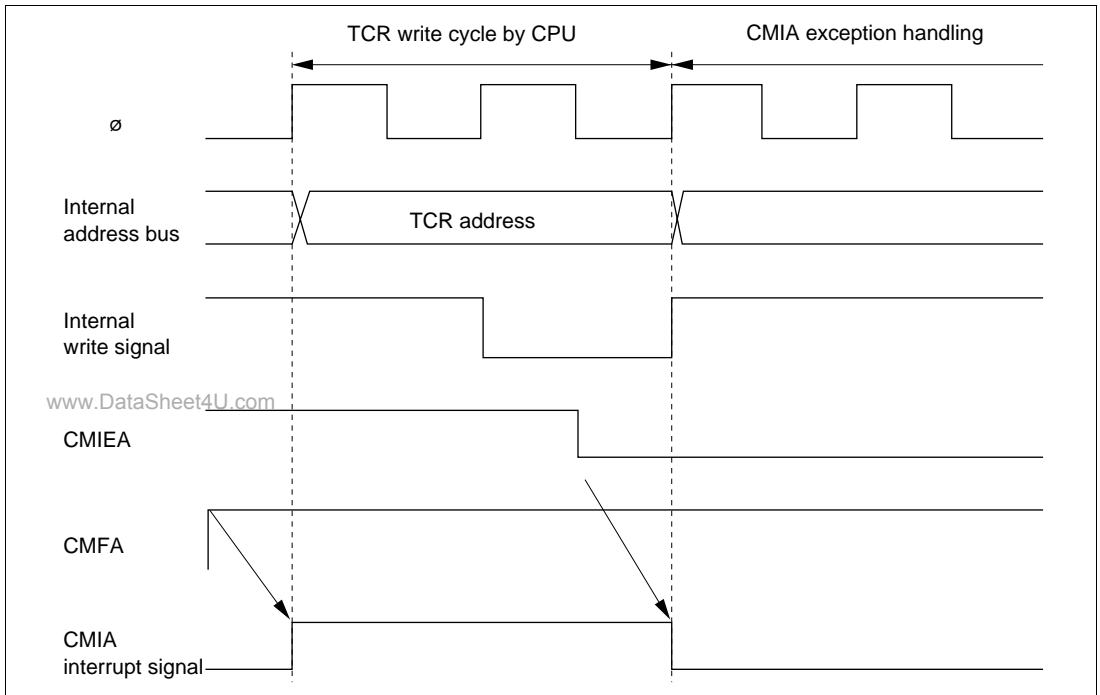 TCR write cycle by CPU
CMIA exception handling
ø
Internal
address bus
TCR address
Internal
write signal
www.DataSheet4U.com
CMIEA
CMFA
CMIA
interrupt signal